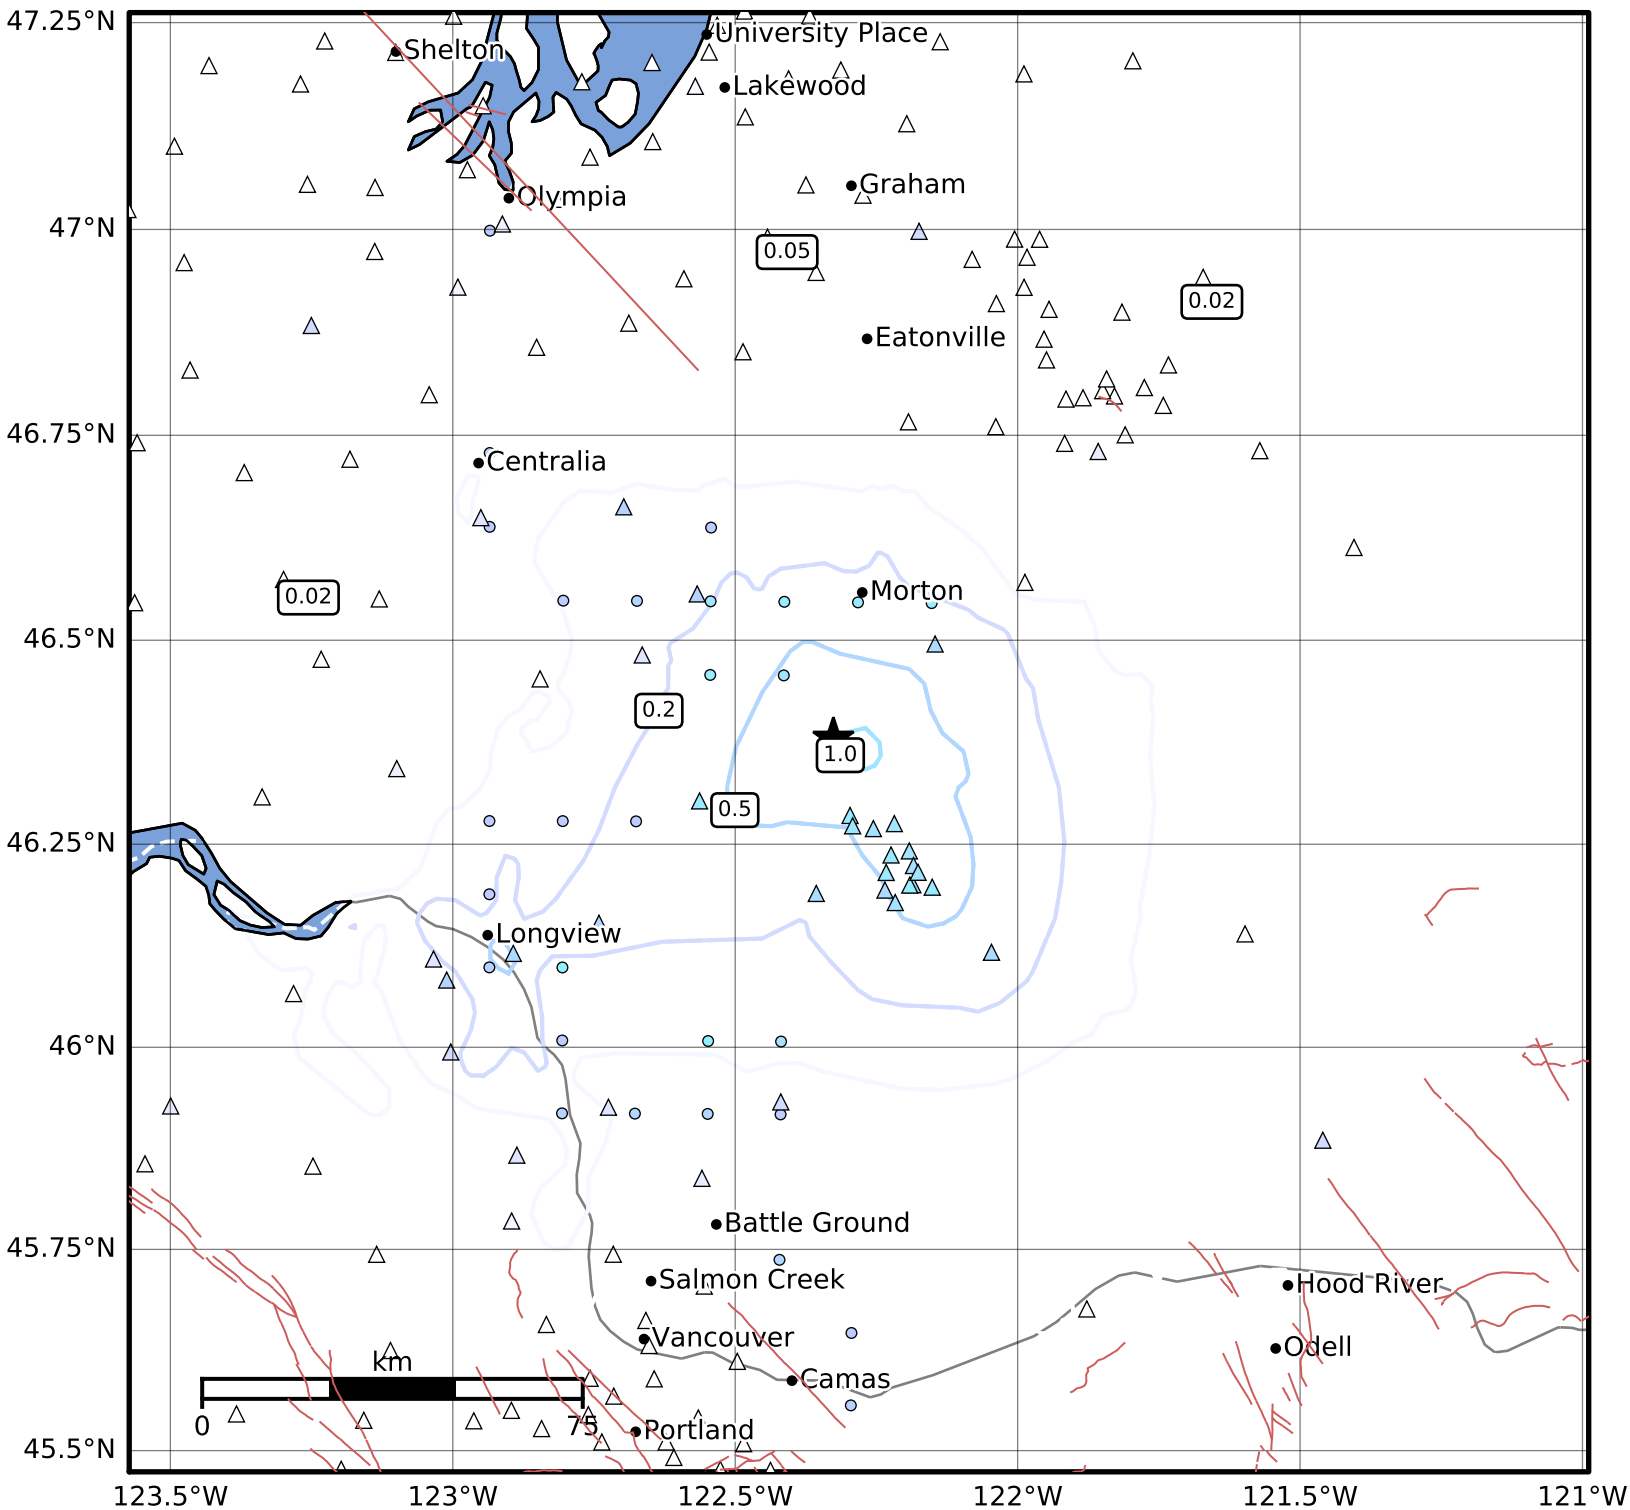 47.25°N
University Place
Shelton
Lakewood
Graham
Olympia
47°N
0.05
0.02
Eatonville
46.75°N
Centralia
0.02
Morton
46.5°N
0.2
1.0
0.5
46.25°N
Longview
46°N
Battle Ground
45.75°N
Salmon Creek
Hood River
Vancouver
Odell
km
Camas
0
75
Portland
45.5°N
123.5°W
123°W
122.5°W
122°W
121.5°W
121°W